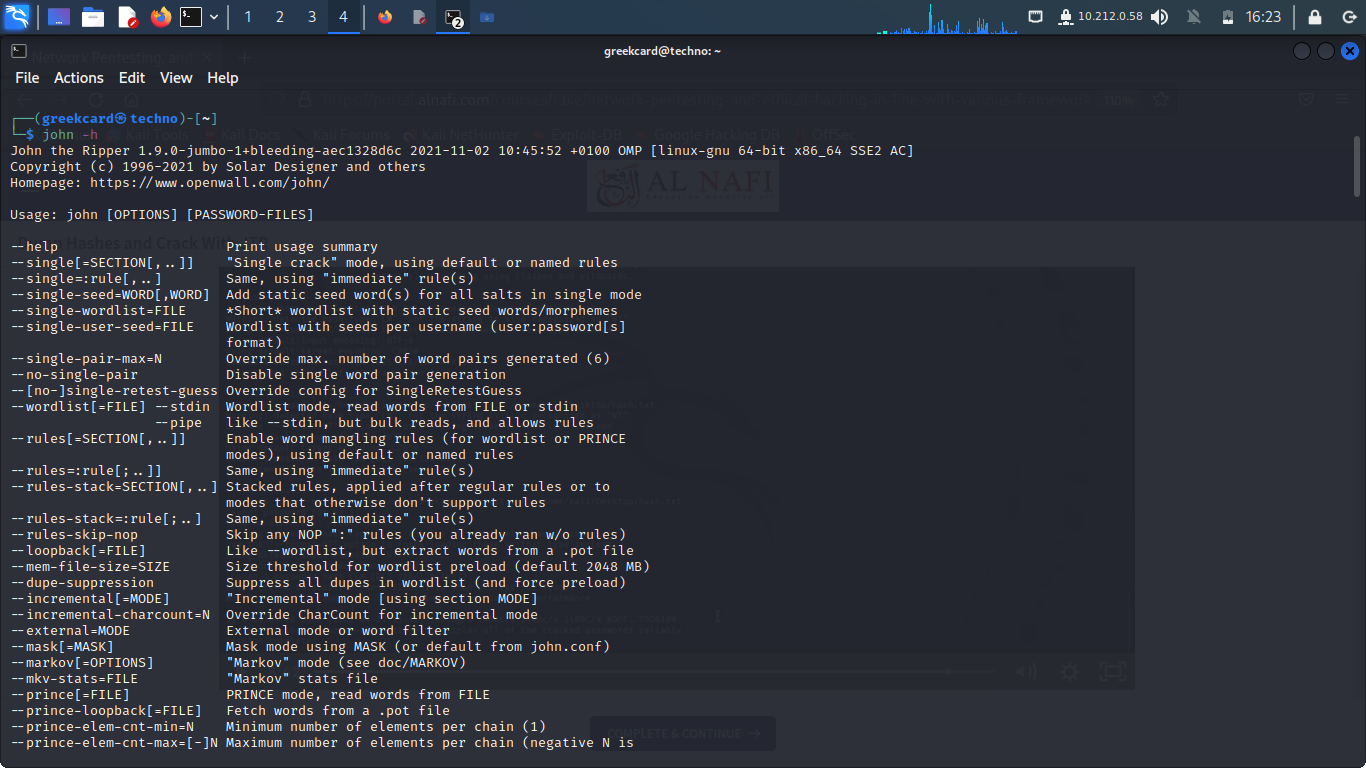 1 2 3 4 2 10.212.0.58 16:23
greekcard@techno: ~
File Actions Edit View Help
┌──(greekcard㉿techno)-[~]
└─$ john -h
John the Ripper 1.9.0-jumbo-1+bleeding-aec1328d6c 2021-11-02 10:45:52 +0100 OMP [linux-gnu 64-bit x86_64 SSE2 AC]
Copyright (c) 1996-2021 by Solar Designer and others
Homepage: https://www.openwall.com/john/
AL NAFI
Usage: john [OPTIONS] [PASSWORD-FILES]
--help Print usage summary
--single[=SECTION[,..]] "Single crack" mode, using default or named rules
--single=:rule[,..] Same, using "immediate" rule(s)
--single-seed=WORD[,WORD] Add static seed word(s) for all salts in single mode
--single-wordlist=FILE *Short* wordlist with static seed words/morphemes
--single-user-seed=FILE Wordlist with seeds per username (user:password[s]
format)
--single-pair-max=N Override max. number of word pairs generated (6)
--no-single-pair Disable single word pair generation
--[no-]single-retest-guess Override config for SingleRetestGuess
--wordlist[=FILE] --stdin Wordlist mode, read words from FILE or stdin
--pipe like --stdin, but bulk reads, and allows rules
--rules[=SECTION[,..]] Enable word mangling rules (for wordlist or PRINCE
modes), using default or named rules
--rules=:rule[;..]] Same, using "immediate" rule(s)
--rules-stack=SECTION[,..] Stacked rules, applied after regular rules or to
modes that otherwise don't support rules
--rules-stack=:rule[;..] Same, using "immediate" rule(s)
--rules-skip-nop Skip any NOP ":" rules (you already ran w/o rules)
--loopback[=FILE] Like --wordlist, but extract words from a .pot file
--mem-file-size=SIZE Size threshold for wordlist preload (default 2048 MB)
--dupe-suppression Suppress all dupes in wordlist (and force preload)
--incremental[=MODE] "Incremental" mode [using section MODE]
--incremental-charcount=N Override CharCount for incremental mode
--external=MODE External mode or word filter
--mask[=MASK] Mask mode using MASK (or default from john.conf)
--markov[=OPTIONS] "Markov" mode (see doc/MARKOV)
--mkv-stats=FILE "Markov" stats file
--prince[=FILE] PRINCE mode, read words from FILE
--prince-loopback[=FILE] Fetch words from a .pot file
--prince-elem-cnt-min=N Minimum number of elements per chain (1)
--prince-elem-cnt-max=[-]N Maximum number of elements per chain (negative N is
COMPLETE & CONTINUE →